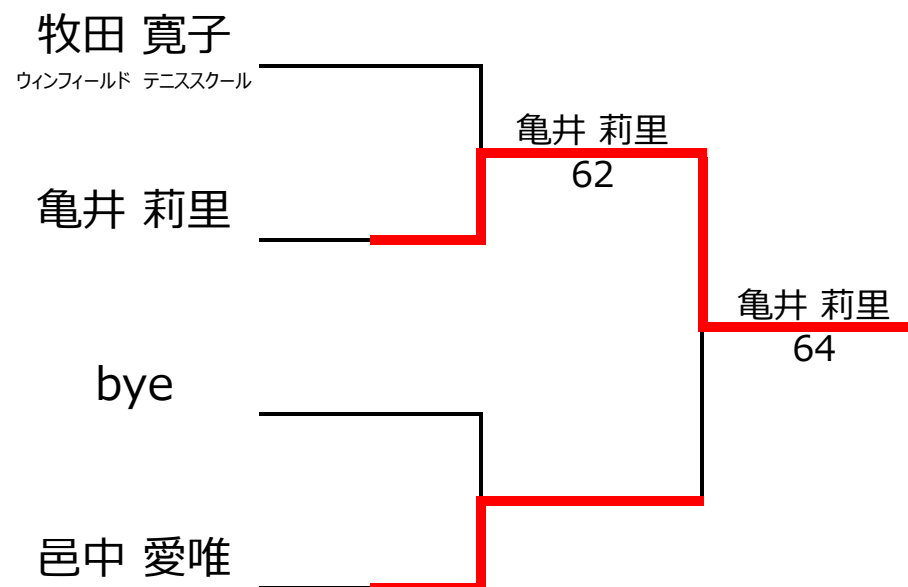 牧田 寛子
ウィンフィールド テニススクール
亀井 莉里
62
亀井 莉里
亀井 莉里
64
bye
邑中 愛唯